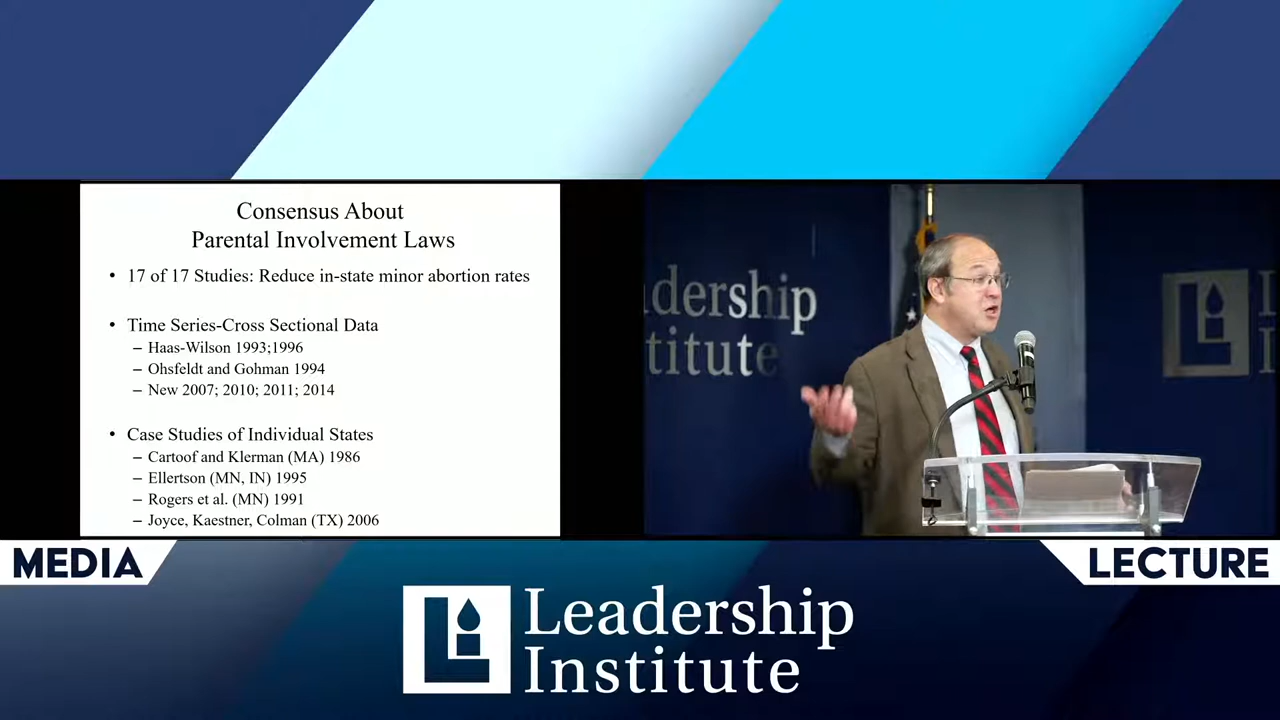 Consensus About
Parental Involvement Laws
• 17 of 17 Studies: Reduce in-state minor abortion rates
• Time Series-Cross Sectional Data
– Haas-Wilson 1993;1996
– Ohsfeldt and Gohman 1994
– New 2007; 2010; 2011; 2014
• Case Studies of Individual States
– Cartoof and Klerman (MA) 1986
– Ellertson (MN, IN) 1995
– Rogers et al. (MN) 1991
– Joyce, Kaestner, Colman (TX) 2006
dership
titute
MEDIA
LECTURE
Leadership
Institute